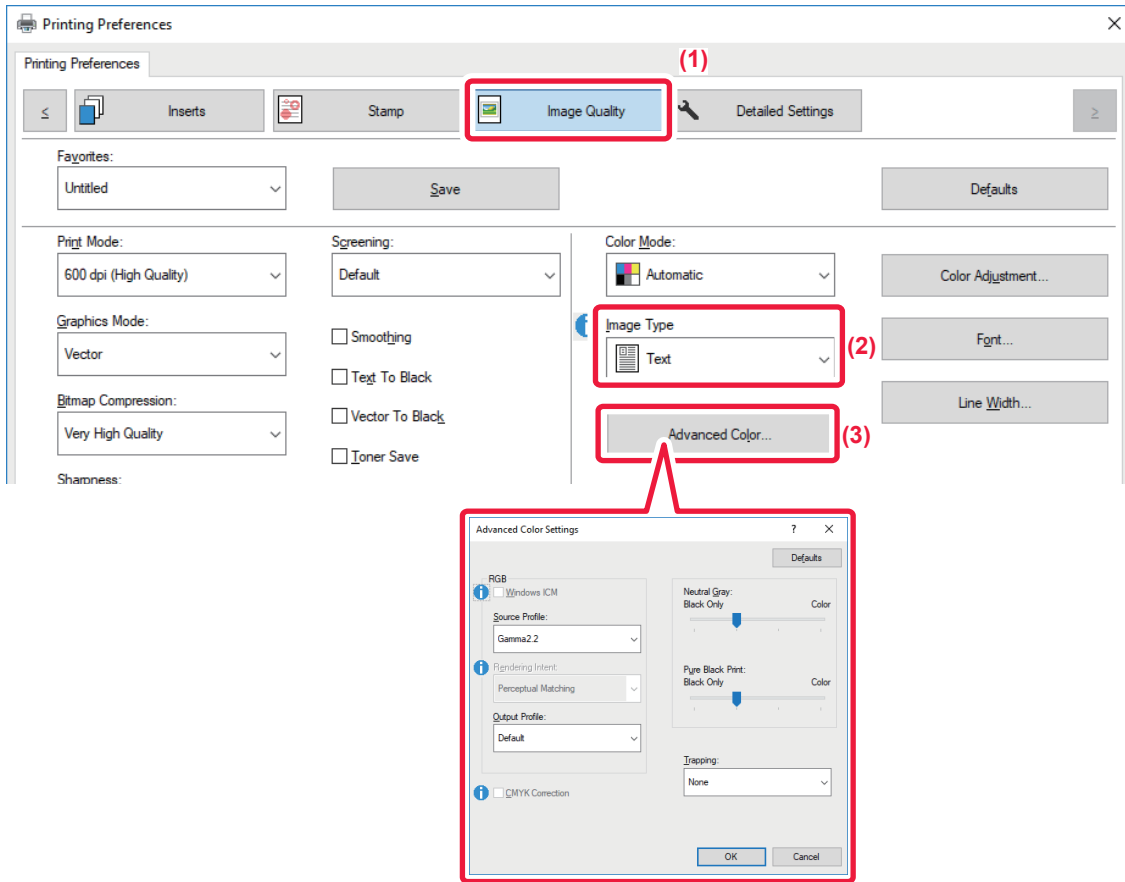 Printing Preferences
Printing Preferences
(1)
<
Inserts
Stamp
Image Quality
Detailed Settings
>
Favorites:
Untitled
Save
Defaults
Print Mode:
600 dpi (High Quality)
Screening:
Default
Color Mode:
Automatic
Color Adjustment...
Graphics Mode:
Vector
Smoothing
Text To Black
Image Type
Text
(2)
Font...
Bitmap Compression:
Very High Quality
Vector To Black
Toner Save
Advanced Color...
(3)
Line Width...
Sharpness:
Advanced Color Settings
?
Defaults
RGB
Windows ICM
Source Profile:
Gamma2.2
Rendering Intent:
Perceptual Matching
Output Profile:
Default
CMYK Correction
Neutral Gray:
Black Only Color
Pure Black Print:
Black Only Color
Trapping:
None
OK
Cancel